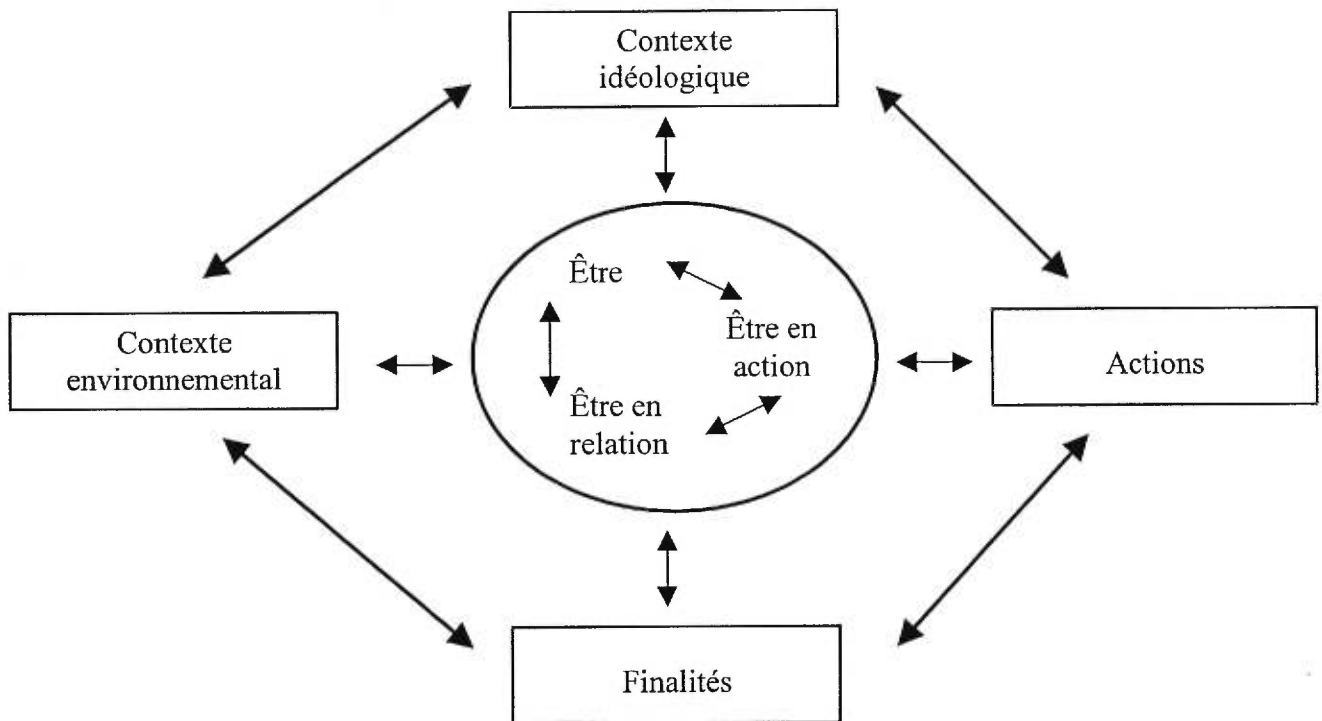 Contexte
idéologique
Être
Être en
action
Contexte
environnemental
Actions
Être en
relation
Finalités